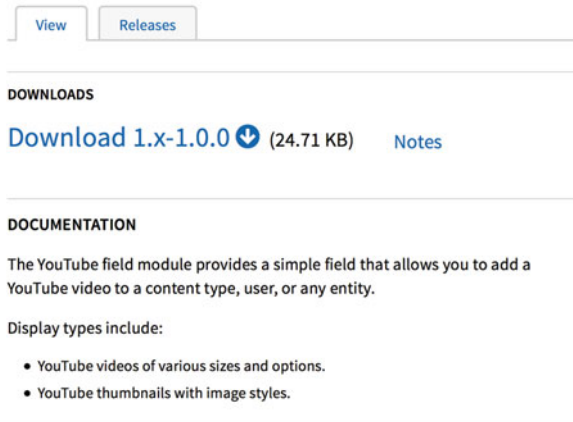 View
Releases
DOWNLOADS
Download 1.x-1.0.0 (24.71 KB) Notes
DOCUMENTATION
The YouTube field module provides a simple field that allows you to add a
YouTube video to a content type, user, or any entity.
Display types include:
• YouTube videos of various sizes and options.
• YouTube thumbnails with image styles.